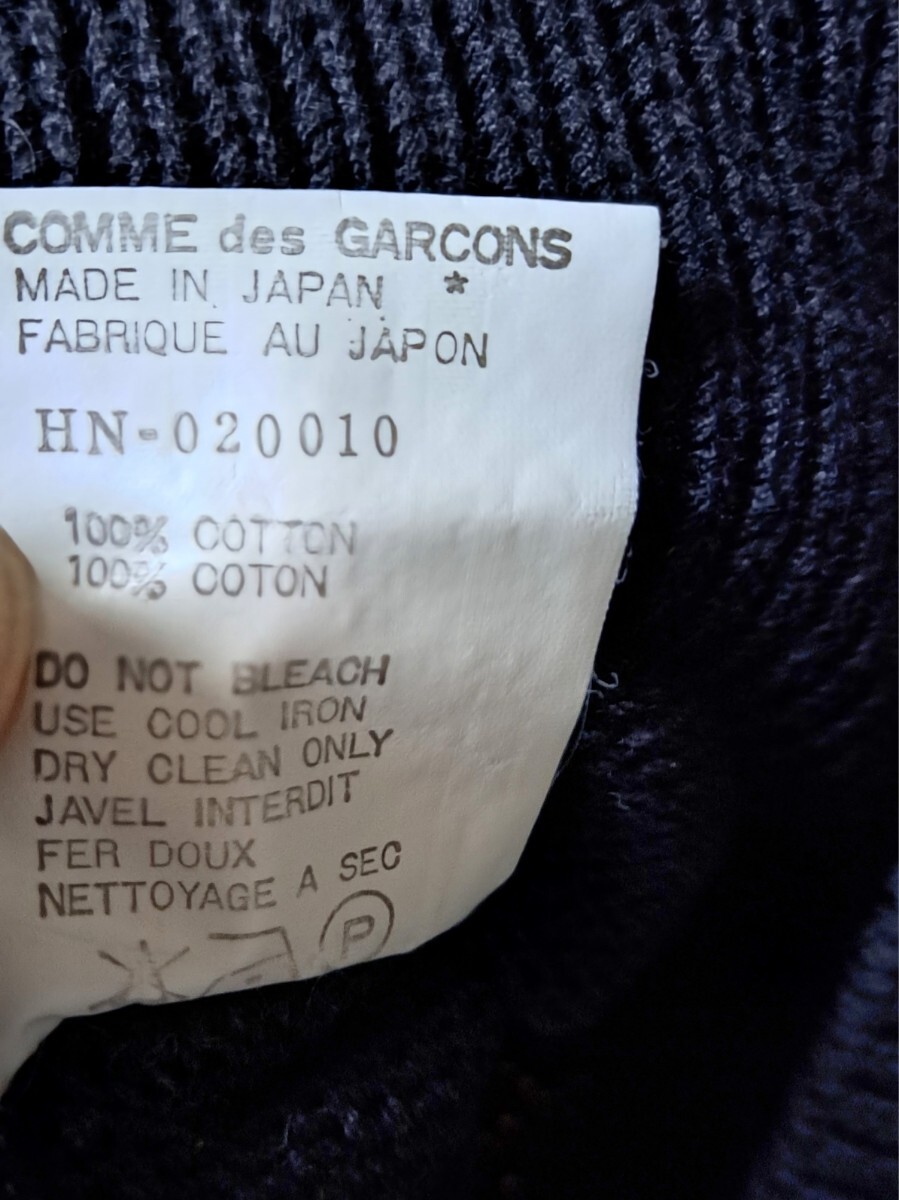 COMME des GARCONS
MADE IN JAPAN *
FABRIQUE AU JAPON
HN-020010
100% COTTON
100% COTON
DO NOT BLEACH
USE COOL IRON
DRY CLEAN ONLY
JAVEL INTERDIT
FER DOUX
NETTOYAGE A SEC
P